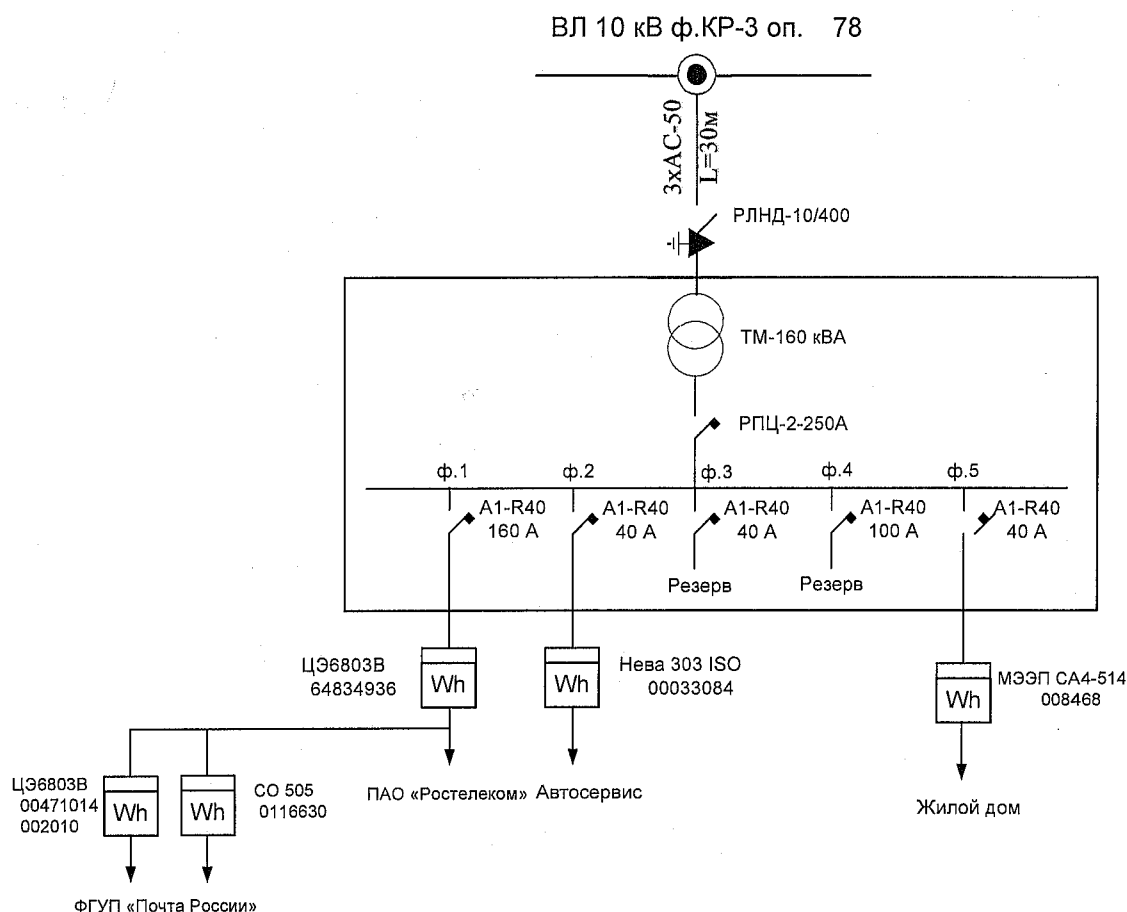 ВЛ 10 кВ ф.КР-3 оп. 78
3хАС-50
L=30м
РЛНД-10/400
ТМ-160 кВА
РПЦ-2-250А
ф.1
ф.2
ф.3
ф.4
ф.5
А1-R40
160 А
А1-R40
40 А
А1-R40
40 А
А1-R40
100 А
А1-R40
40 А
Резерв
Резерв
ЦЭ6803В
64834936
Wh
Wh
Нева 303 ISO
00033084
Wh
МЭЭП СА4-514
008468
ЦЭ6803В
00471014
002010
Wh
Wh
СО 505
0116630
ПАО «Ростелеком»
Автосервис
Жилой дом
ФГУП «Почта России»